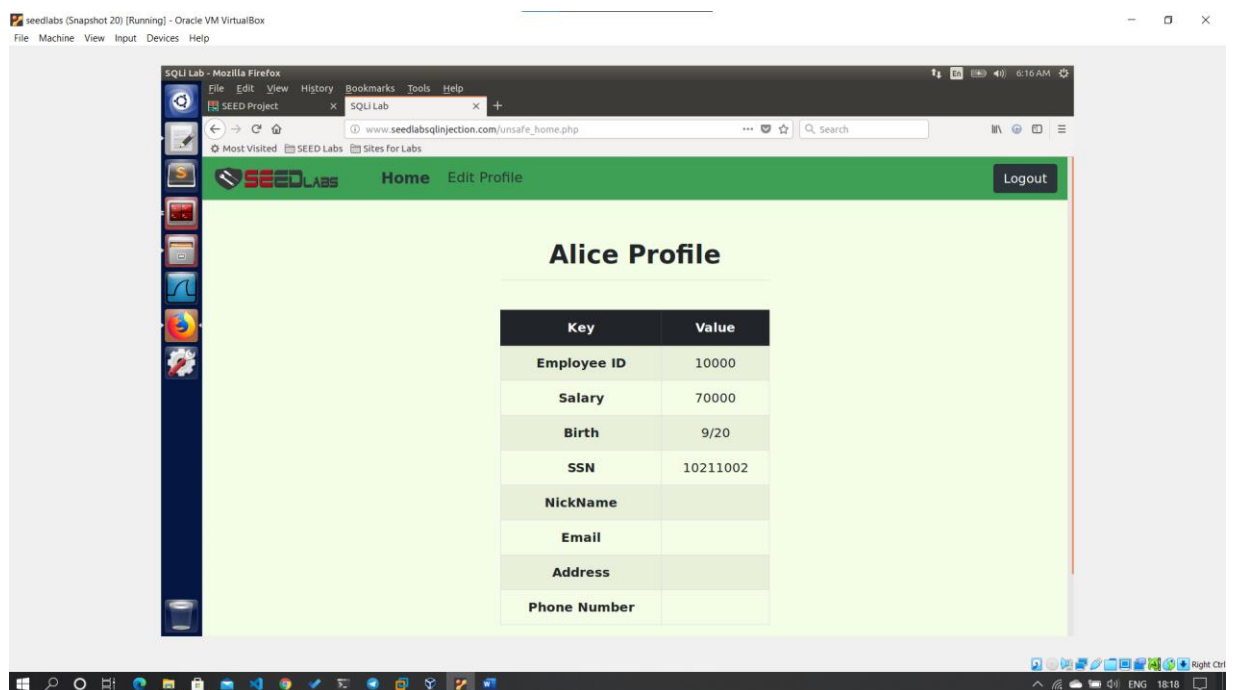 seedlabs (Snapshot 20) [Running] - Oracle VM VirtualBox
File Machine View Input Devices Help
SQLi Lab - Mozilla Firefox
En 6:16 AM
File Edit View History Bookmarks Tools Help
SEED Project SQLi Lab
www.seedlabsqlinjection.com/unsafe_home.php Search
Most Visited SEED Labs Sites for Labs
SEEDLABS Home Edit Profile Logout
Alice Profile
Key Value
Employee ID 10000
Salary 70000
Birth 9/20
SSN 10211002
NickName
Email
Address
Phone Number
Right Ctrl
ENG 18:18